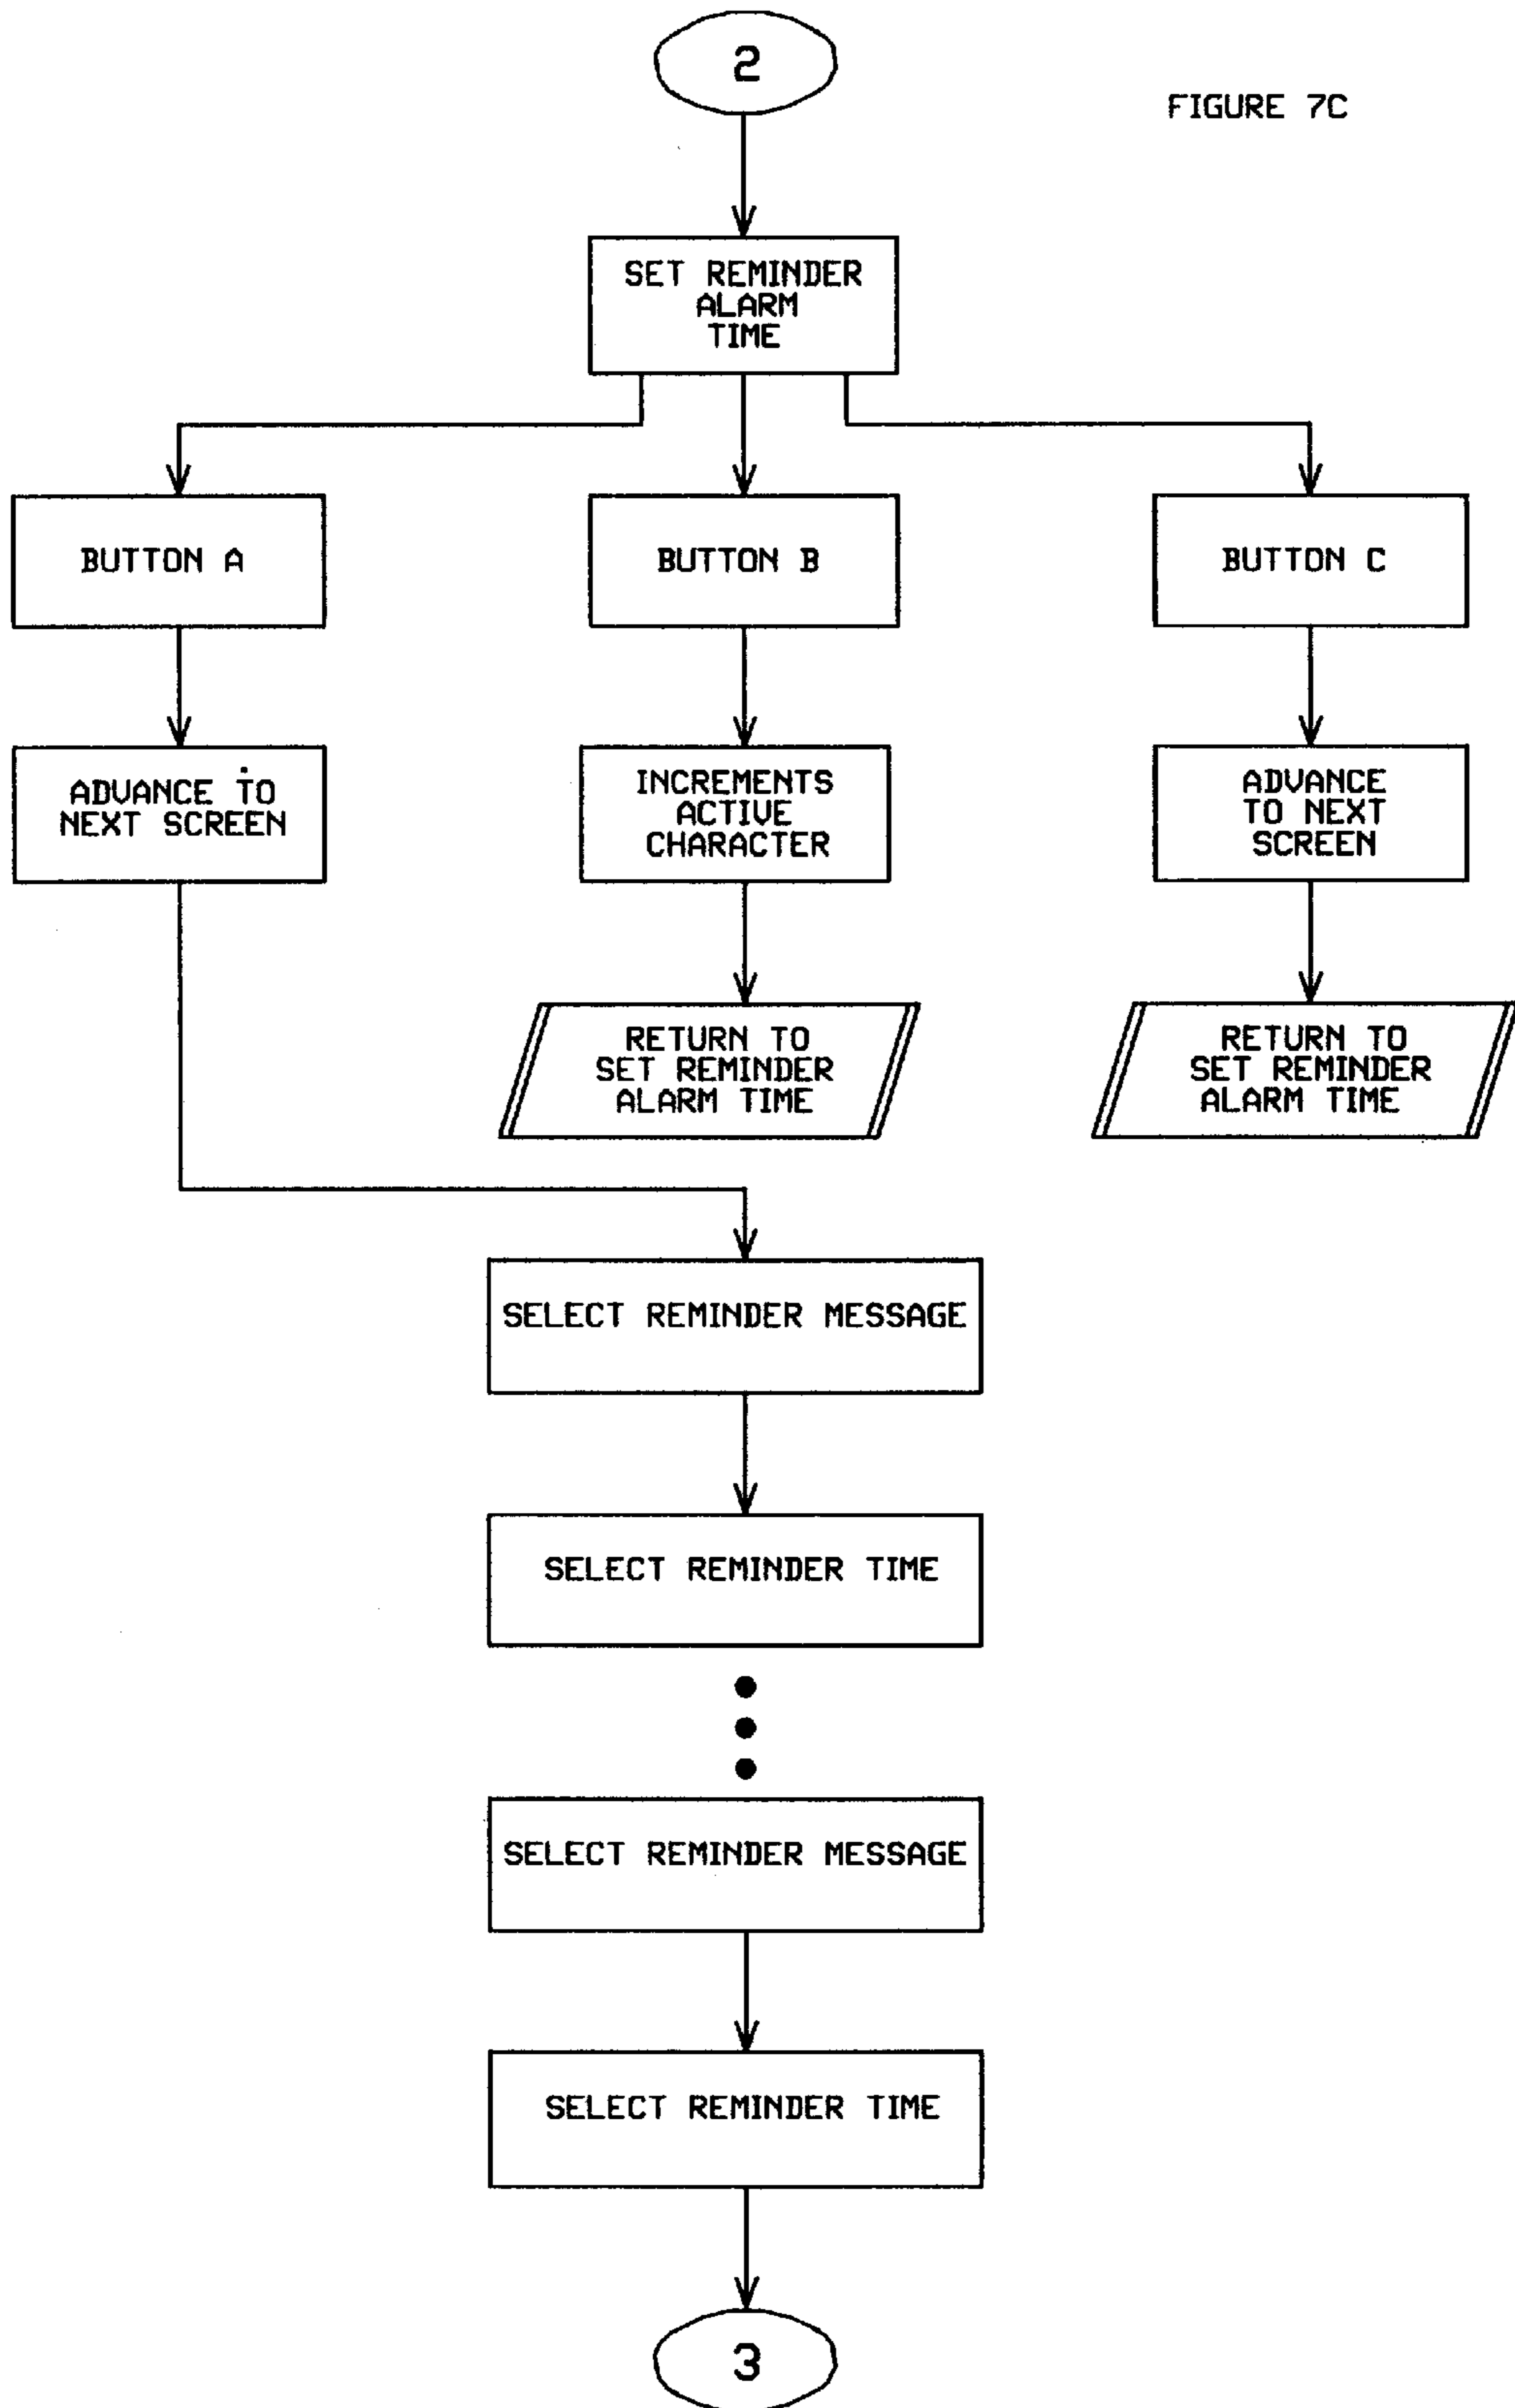 2
FIGURE 7C
SET REMINDER
ALARM
TIME
BUTTON A
BUTTON B
BUTTON C
ADVANCE TO
NEXT SCREEN
INCREMENTS
ACTIVE
CHARACTER
ADVANCE
TO NEXT
SCREEN
RETURN TO
SET REMINDER
ALARM TIME
RETURN TO
SET REMINDER
ALARM TIME
SELECT REMINDER MESSAGE
SELECT REMINDER TIME
SELECT REMINDER MESSAGE
SELECT REMINDER TIME
3